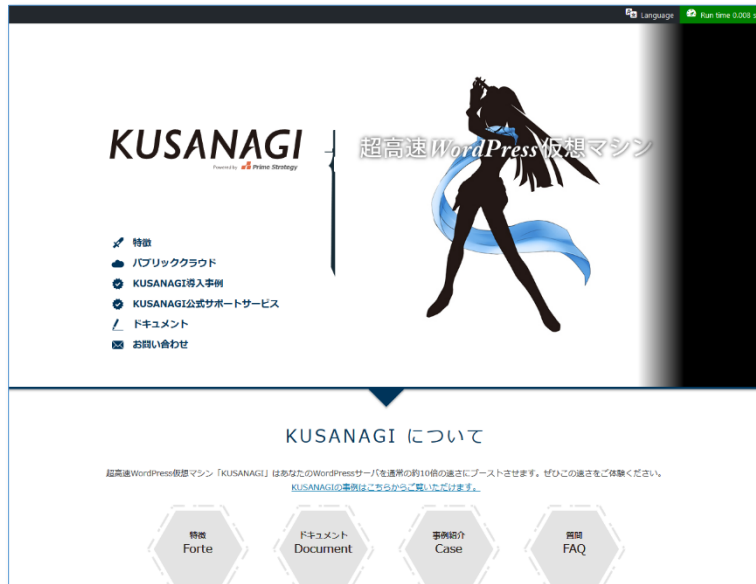 Language
Run time 0.008 s
KUSANAGI
Powered by Prime Strategy
超高速WordPress仮想マシン
特徴
パブリッククラウド
KUSANAGI導入事例
KUSANAGI公式サポートサービス
ドキュメント
お問い合わせ
KUSANAGI について
超高速WordPress仮想マシン「KUSANAGI」はあなたのWordPressサーバを通常の約10倍の速さにブーストさせます。ぜひこの速さをご体験ください。
KUSANAGIの事例はこちらからご覧いただけます。
特徴
Forte
ドキュメント
Document
事例紹介
Case
質問
FAQ